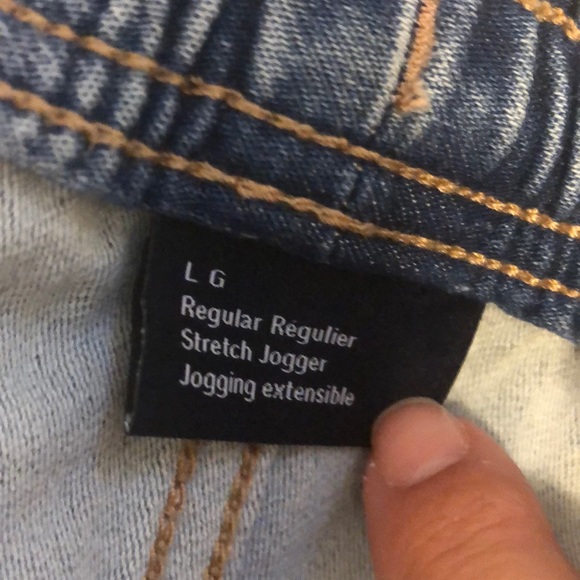 L G
Regular Régulier
Stretch Jogger
Jogging extensible